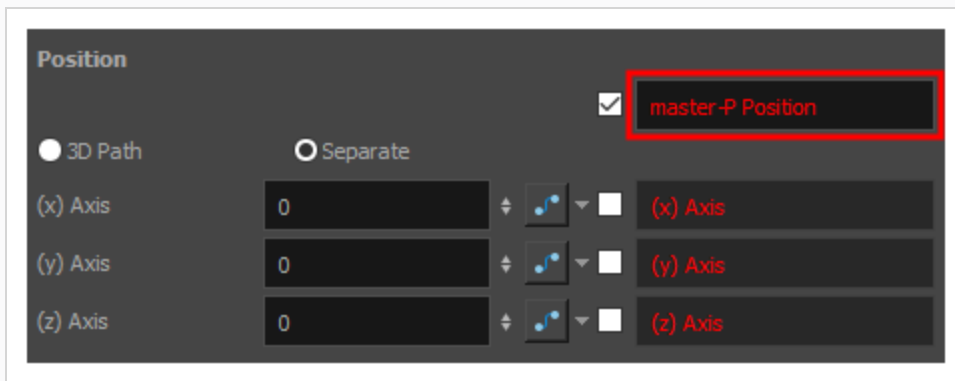 Position
master-P Position
3D Path Separate
(x) Axis 0 (x) Axis
(y) Axis 0 (y) Axis
(z) Axis 0 (z) Axis